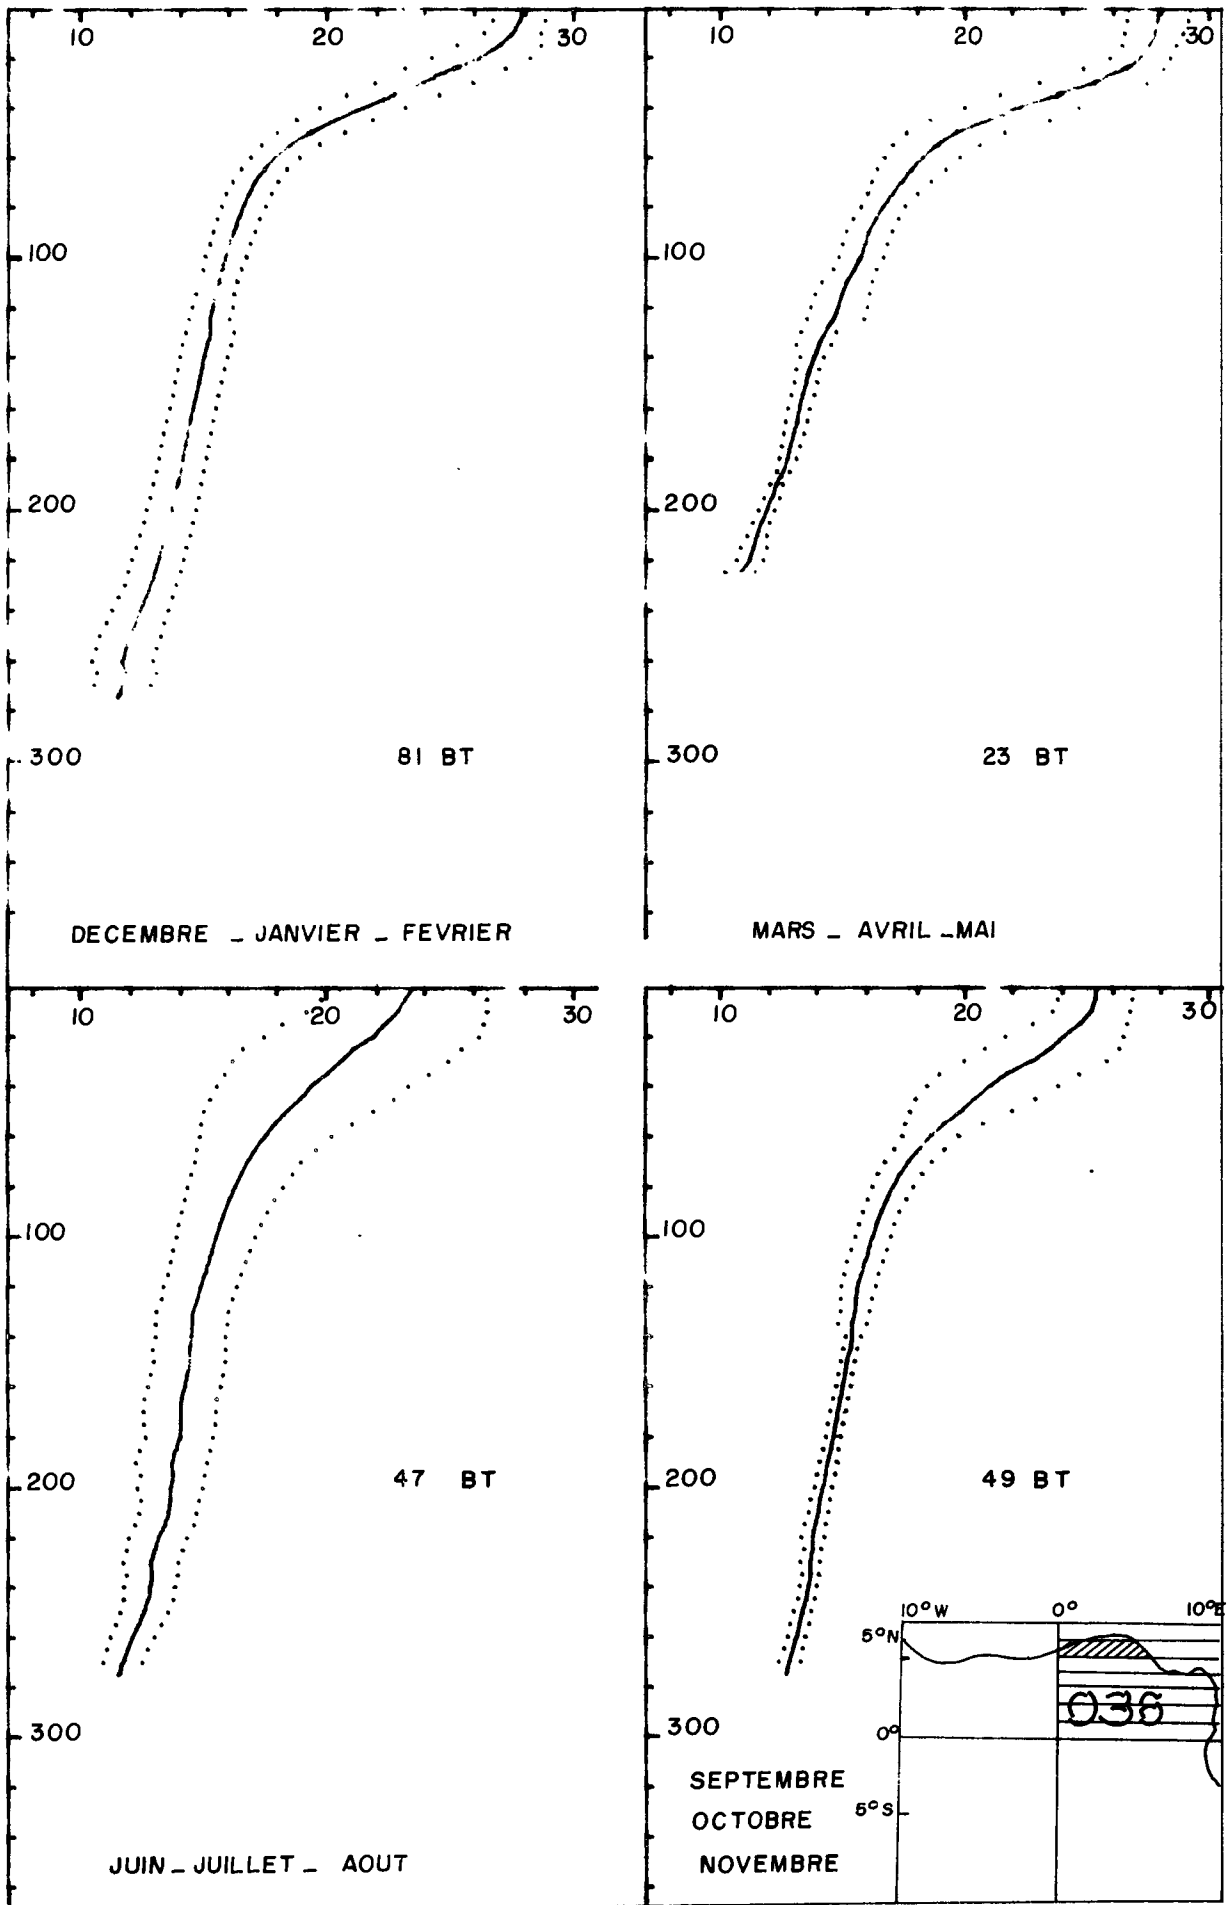 10 20 30
100
200
300
81 BT
DECEMBRE _ JANVIER _ FEVRIER
10 20 30
100
200
300
23 BT
MARS _ AVRIL _ MAI
10 20 30
100
200
300
47 BT
JUIN _ JUILLET _ AOUT
10 20 30
100
200
300
49 BT
SEPTEMBRE
OCTOBRE
NOVEMBRE
10° W 0° 10° E
5° N
036
0°
5° S